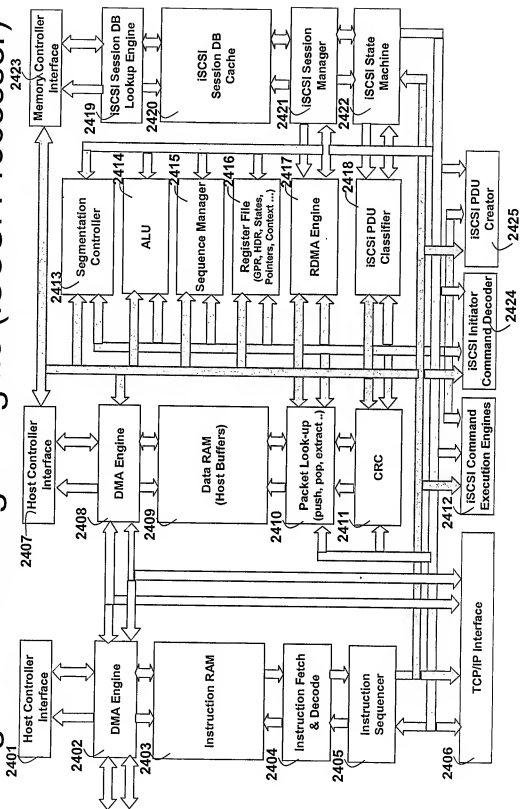 2401
Host Controller
Interface
2402
DMA Engine
2403
Instruction RAM
2404
Instruction Fetch
& Decode
2405
Instruction
Sequencer
2406
TCP/IP Interface
2407
Host Controller
Interface
2408
DMA Engine
2409
Data RAM
(Host Buffers)
2410
Packet Look-up
(push, pop, extract ..)
2411
CRC
2412
iSCSI Command
Execution Engines
2413
Segmentation
Controller
2414
ALU
2415
Sequence Manager
2416
Register File
(GPR, HDR, States,
Pointers, Context ...)
2417
RDMA Engine
2418
iSCSI PDU
Classifier
2423
Memory Controller
Interface
2419
iSCSI Session DB
Lookup Engine
2420
iSCSI
Session DB
Cache
2421
iSCSI Session
Manager
2422
iSCSI State
Machine
iSCSI Initiator
Command Decoder
2424
iSCSI PDU
Creator
2425